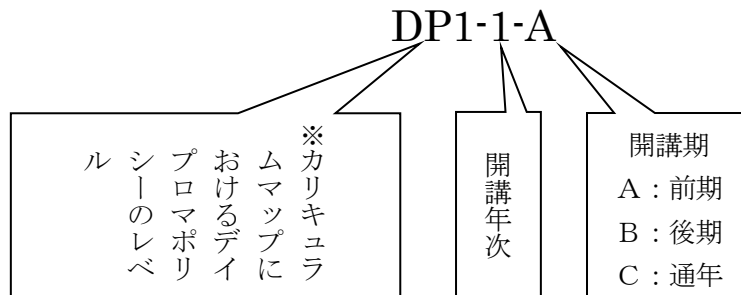 DP1-1-A
※カリキュラ
ムマップに
おけるデイ
プロマポリ
シーのレベ
ル
開講年次
開講期
A：前期
B：後期
C：通年